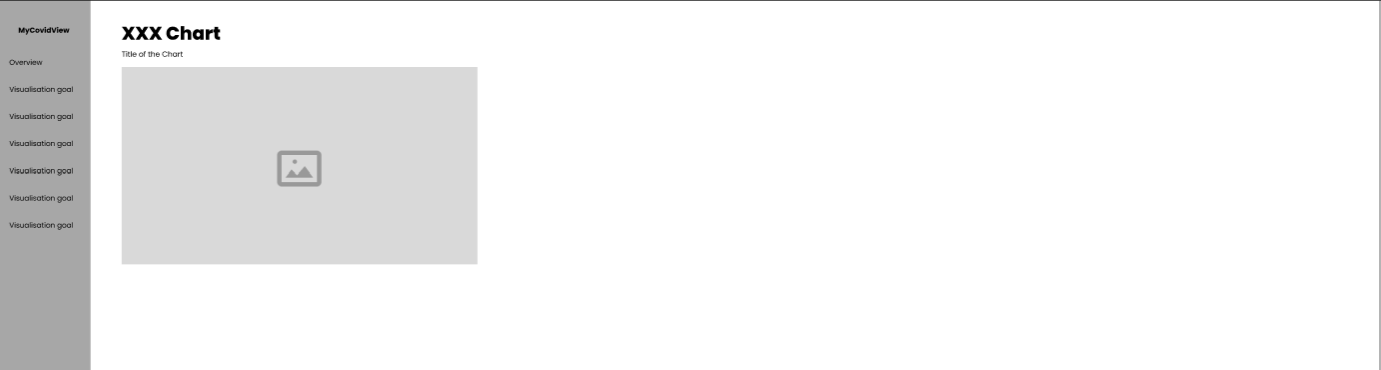 MyCovidView
Overview
Visualisation goal
Visualisation goal
Visualisation goal
Visualisation goal
Visualisation goal
Visualisation goal
XXX Chart
Title of the Chart